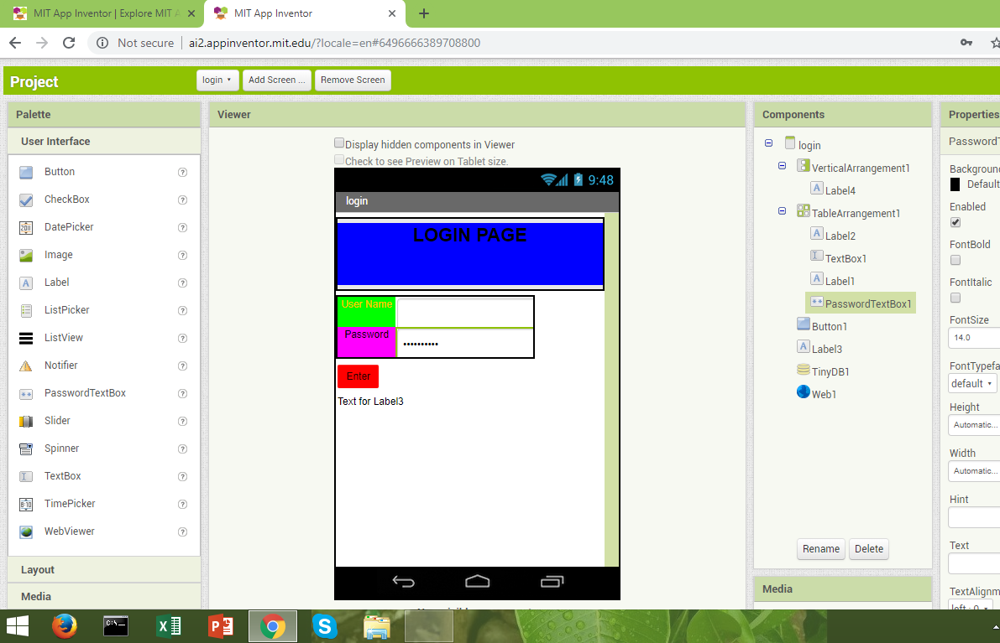 MIT App Inventor | Explore MIT A
MIT App Inventor
Not secure
ai2.appinventor.mit.edu/?locale=en#6496666389708800
Project
login
Add Screen ...
Remove Screen
Palette
User Interface
Button
CheckBox
DatePicker
Image
Label
ListPicker
ListView
Notifier
PasswordTextBox
Slider
Spinner
TextBox
TimePicker
WebViewer
Layout
Media
Viewer
Display hidden components in Viewer
Check to see Preview on Tablet size.
9:48
login
LOGIN PAGE
User Name
Password
Enter
Text for Label3
Components
login
VerticalArrangement1
Label4
TableArrangement1
Label2
TextBox1
Label1
PasswordTextBox1
Button1
Label3
TinyDB1
Web1
Rename
Delete
Media
Properties
PasswordT
Background
Default
Enabled
FontBold
FontItalic
FontSize
14.0
FontTypefa
default
Height
Automatic...
Width
Automatic...
Hint
Text
TextAlignm
left : 0